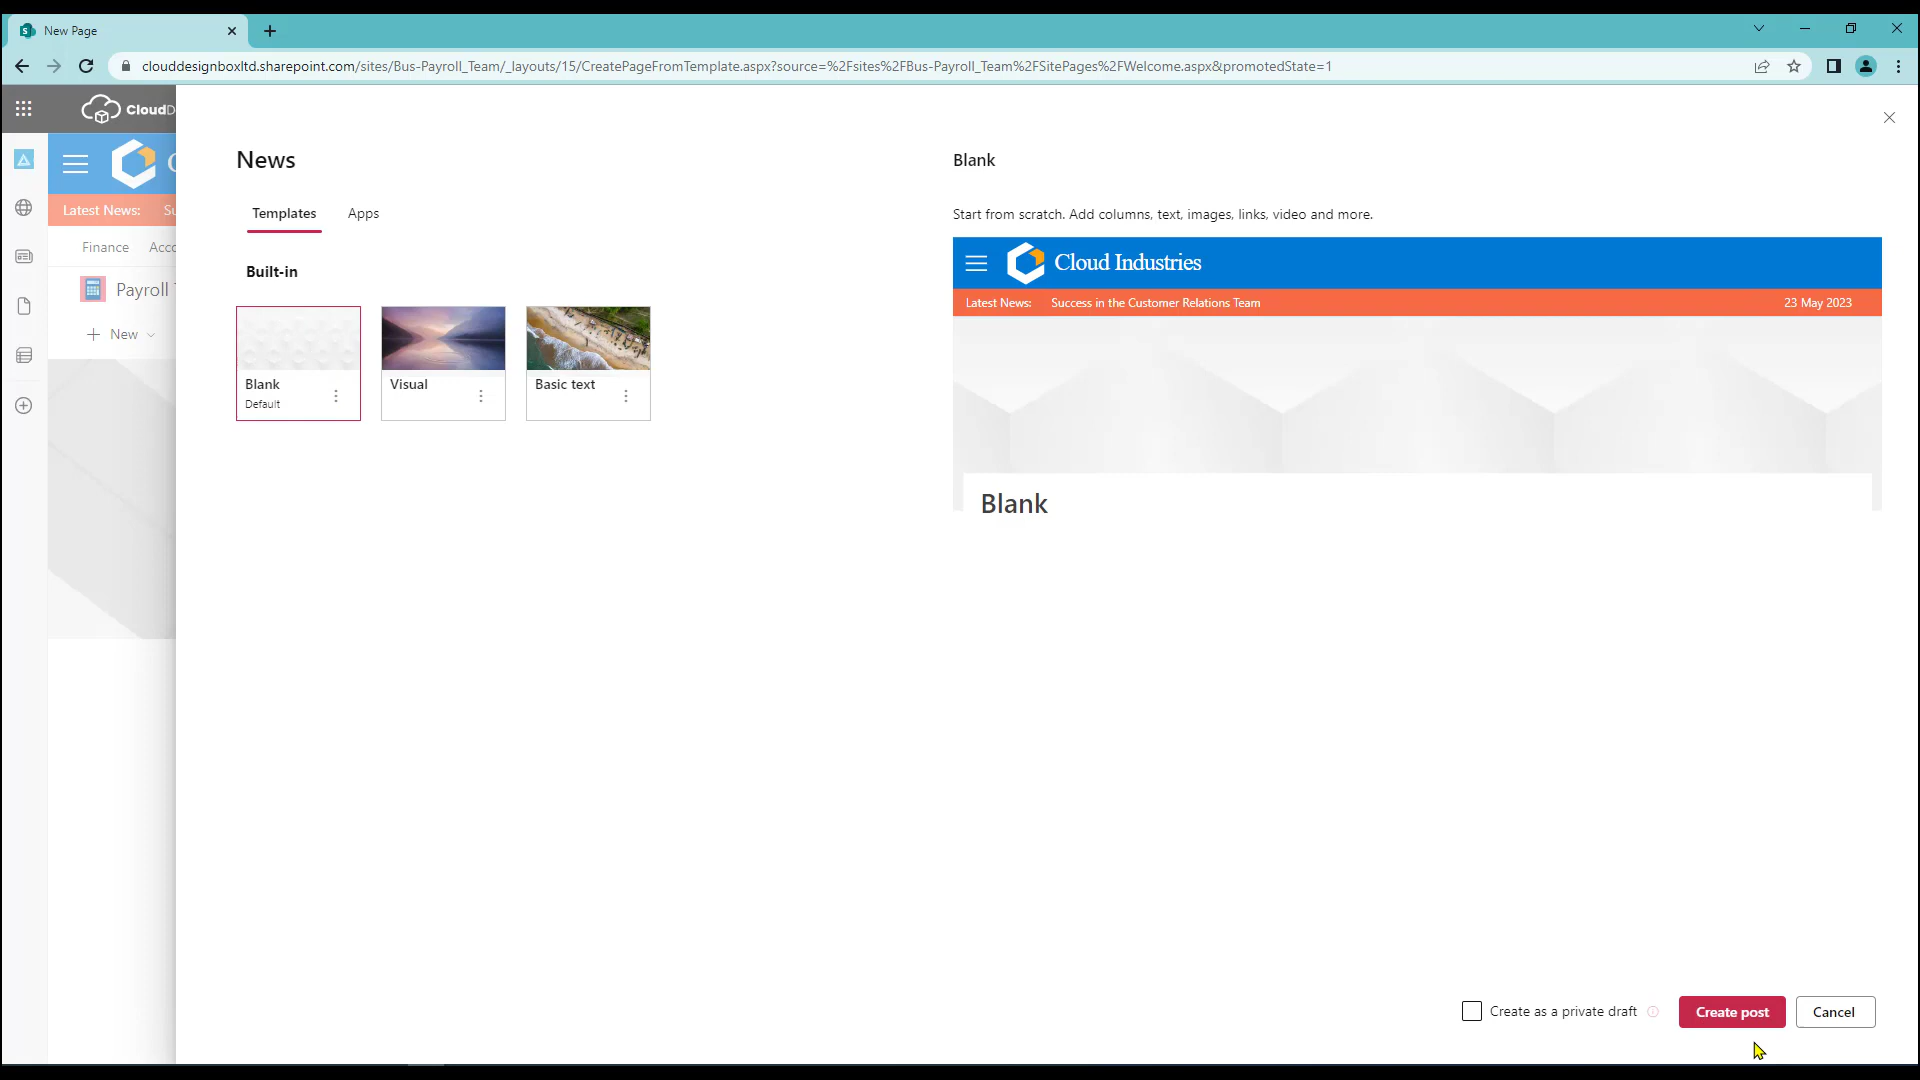 New Page
clouddesignboxltd.sharepoint.com/sites/Bus-Payroll_Team/_layouts/15/CreatePageFromTemplate.aspx?source=%2Fsites%2FBus-Payroll_Team%2FSitePages%2FWelcome.aspx&promotedState=1
CloudD
Latest News: Su
Finance Acco
Payroll T
New
News
Templates Apps
Built-in
Blank
Default
Visual
Basic text
Blank
Start from scratch. Add columns, text, images, links, video and more.
Cloud Industries
Latest News: Success in the Customer Relations Team 23 May 2023
Blank
Create as a private draft
Create post
Cancel